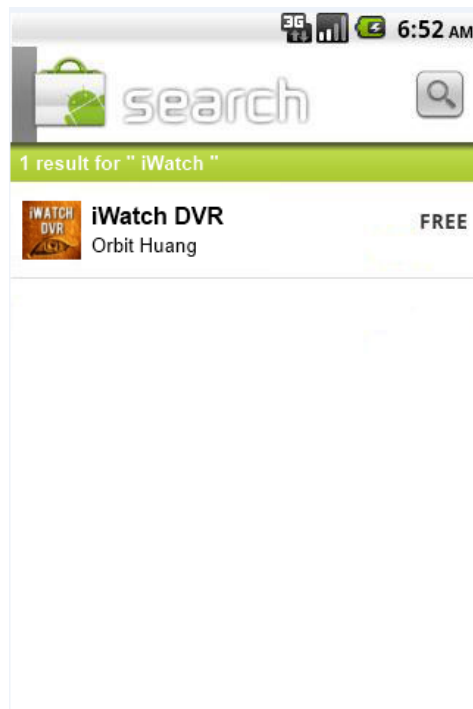 3G 6:52 AM
search
1 result for " iWatch "
IWATCH
DVR
iWatch DVR
Orbit Huang
FREE